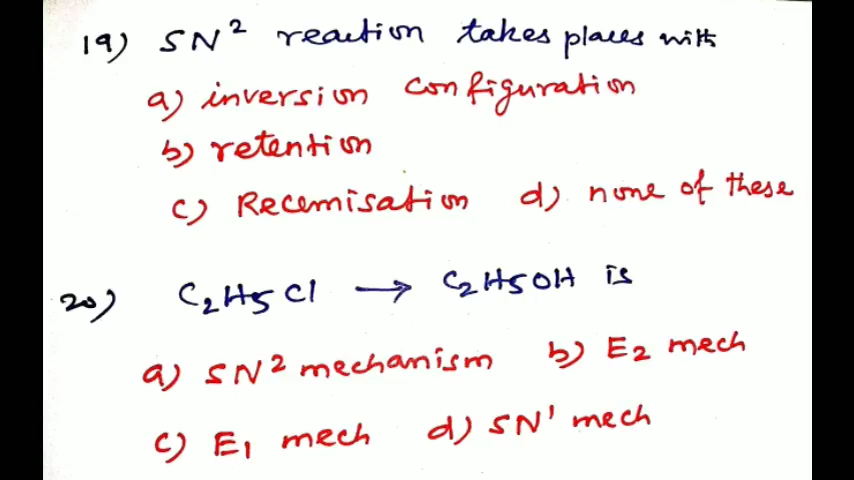 19) SN² reaction takes places with
a) inversion configuration
b) retention
c) Recemisation d) none of these
20) C₂H₅Cl → C₂H₅OH is
a) SN² mechanism b) E₂ mech
c) E₁ mech d) SN' mech